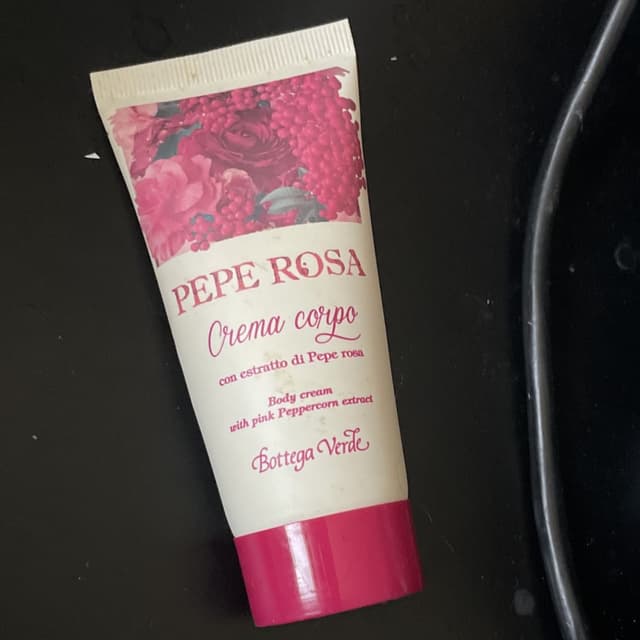 PEPE ROSA
Crema corpo
con estratto di Pepe rosa
Body cream
with pink Peppercorn extract
Bottega Verde